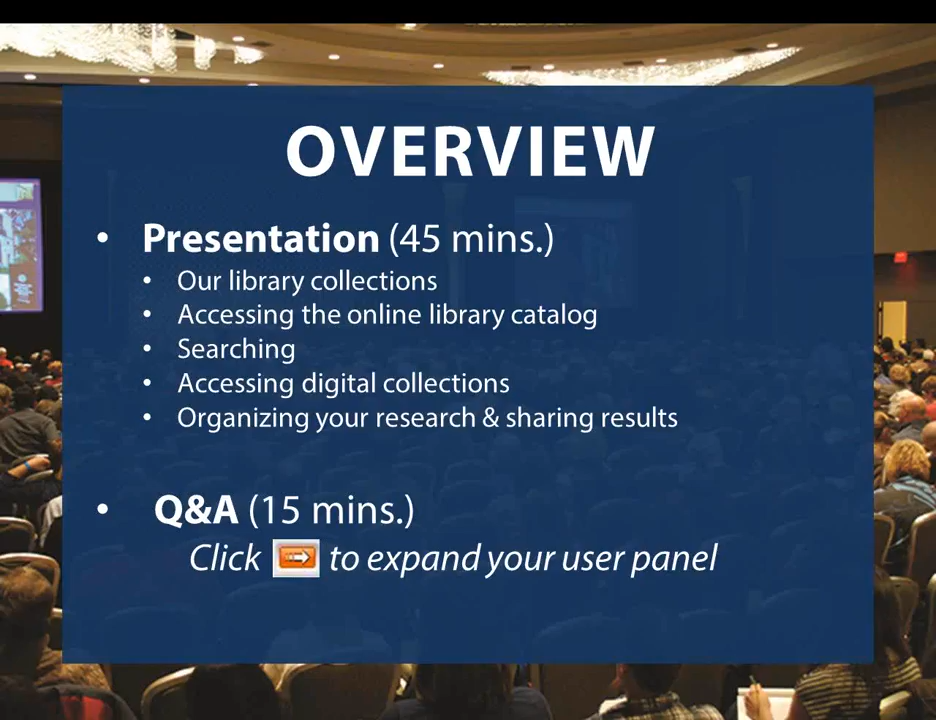 OVERVIEW
• Presentation (45 mins.)
• Our library collections
• Accessing the online library catalog
• Searching
• Accessing digital collections
• Organizing your research & sharing results
• Q&A (15 mins.)
Click to expand your user panel